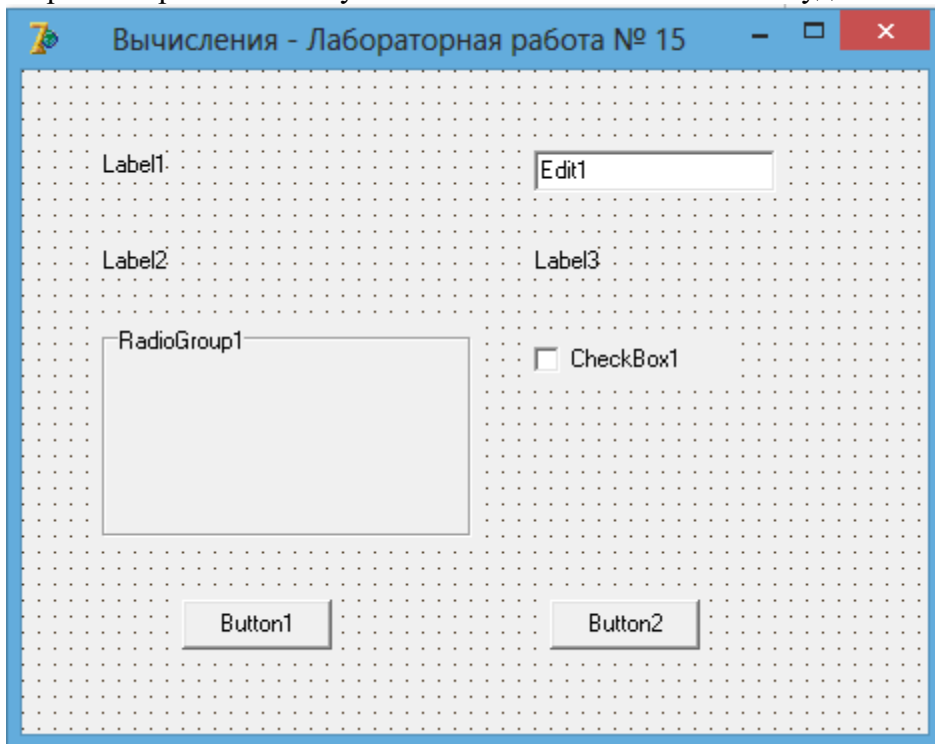 Вычисления - Лабораторная работа № 15
Label1
Edit1
Label2
Label3
RadioGroup1
CheckBox1
Button1
Button2